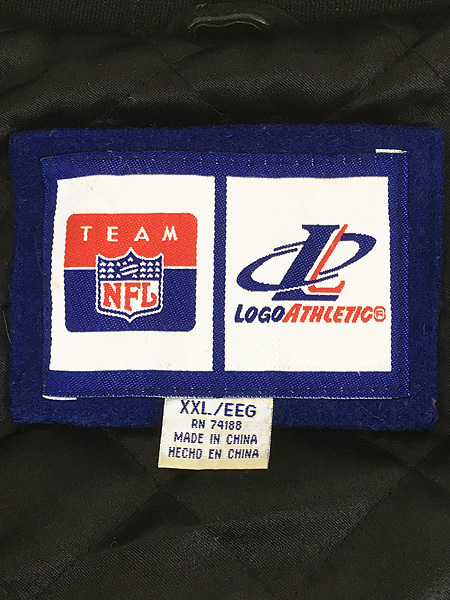 TEAM
NFL
LOGOATHLETIC®
XXL/EEG
RN 74188
MADE IN CHINA
HECHO EN CHINA